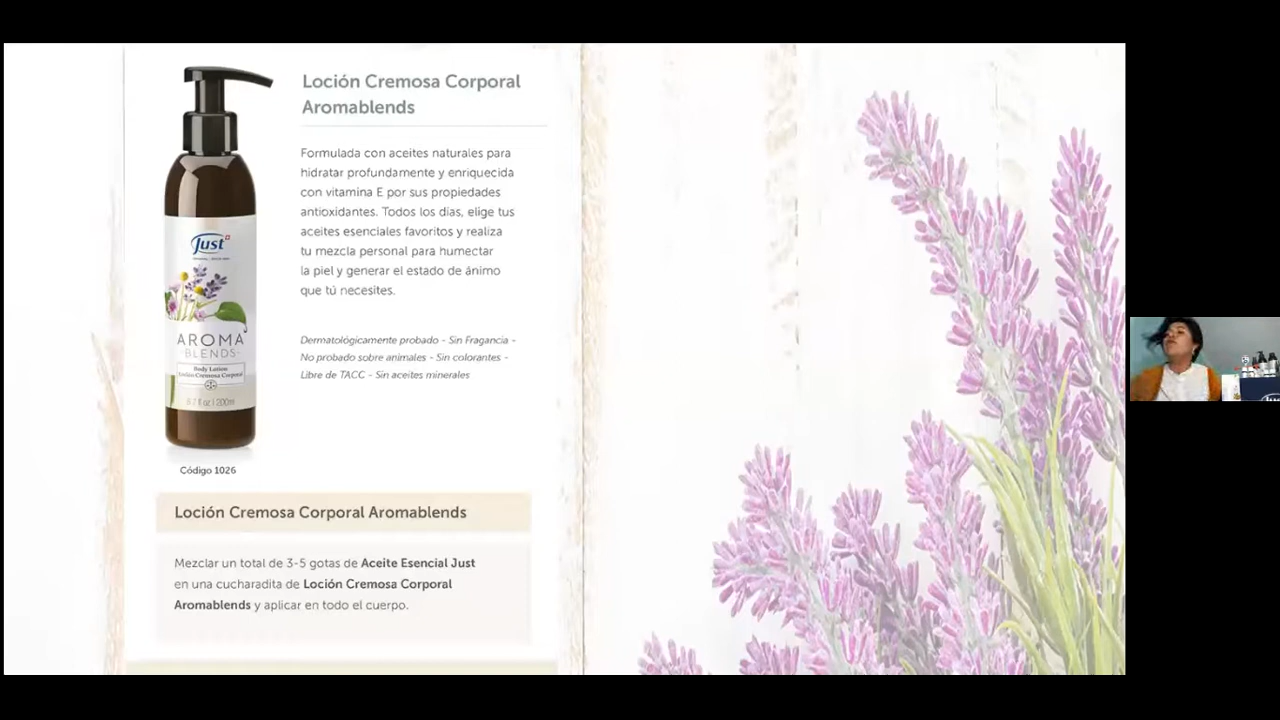 Loción Cremosa Corporal
Aromablends
Formulada con aceites naturales para
hidratar profundamente y enriquecida
con vitamina E por sus propiedades
antioxidantes. Todos los días, elige tus
aceites esenciales favoritos y realiza
tu mezcla personal para humectar
la piel y generar el estado de ánimo
que tú necesites.
Dermatológicamente probado - Sin Fragancia -
No probado sobre animales - Sin colorantes -
Libre de TACC - Sin aceites minerales
Just
AROMA
BLENDS
Body Lotion
Loción Cremosa Corporal
6.7 fl oz | 200ml
Código 1026
Loción Cremosa Corporal Aromablends
Mezclar un total de 3-5 gotas de Aceite Esencial Just
en una cucharadita de Loción Cremosa Corporal
Aromablends y aplicar en todo el cuerpo.